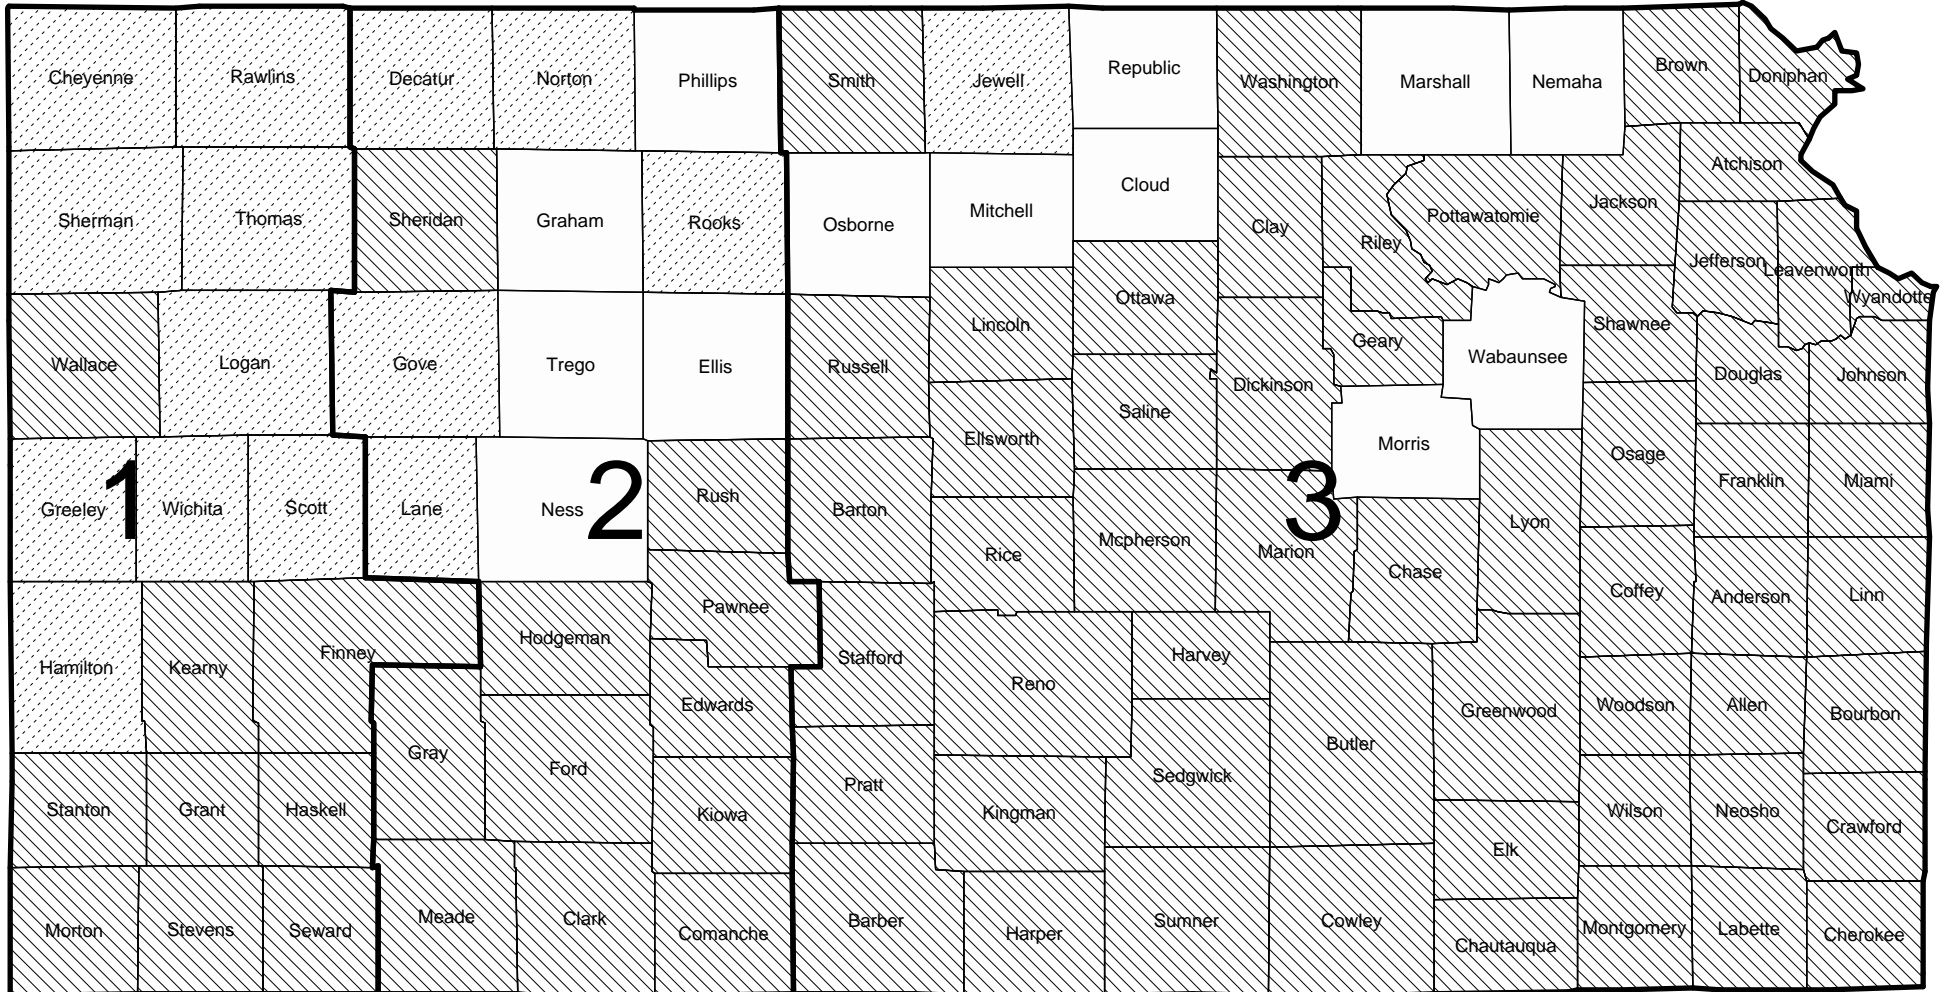 Cheyenne
Rawlins
Decatur
Norton
Phillips
Smith
Jewell
Republic
Washington
Marshall
Nemaha
Brown
Doniphan
Sherman
Thomas
Sheridan
Graham
Rooks
Osborne
Mitchell
Cloud
Clay
Riley
Pottawatomie
Jackson
Atchison
Jefferson
Leavenworth
Wyandotte
Wallace
Logan
Gove
Trego
Ellis
Russell
Lincoln
Ottawa
Saline
Dickinson
Geary
Wabaunsee
Shawnee
Douglas
Johnson
Greeley
1
Wichita
Scott
Lane
Ness
2
Rush
Barton
Ellsworth
Rice
Mcpherson
Marion
3
Morris
Chase
Lyon
Osage
Franklin
Miami
Coffey
Anderson
Linn
Hamilton
Kearny
Finney
Hodgeman
Pawnee
Edwards
Stafford
Reno
Harvey
Butler
Greenwood
Woodson
Allen
Bourbon
Gray
Ford
Kiowa
Pratt
Kingman
Sedgwick
Elk
Wilson
Neosho
Crawford
Stanton
Grant
Haskell
Morton
Stevens
Seward
Meade
Clark
Comanche
Barber
Harper
Sumner
Cowley
Chautauqua
Montgomery
Labette
Cherokee